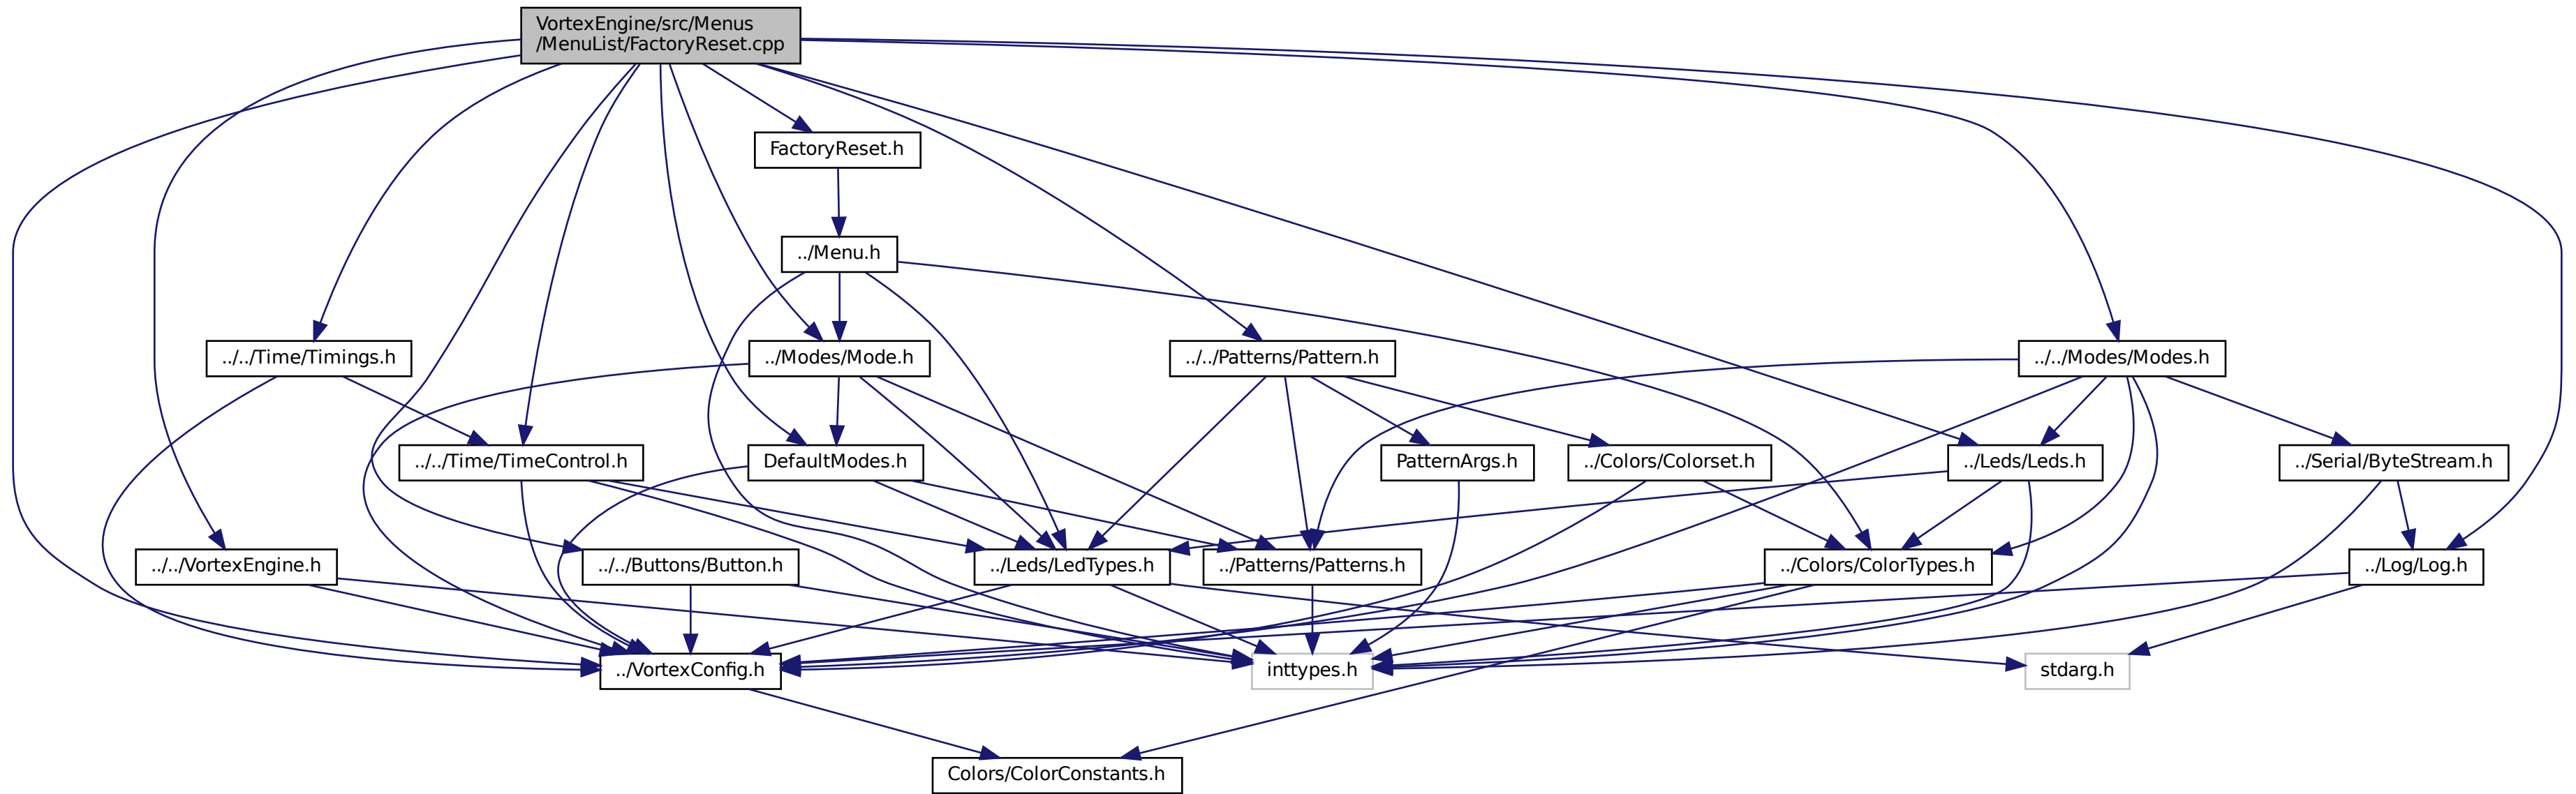 VortexEngine/src/Menus
/MenuList/FactoryReset.cpp
FactoryReset.h
../Menu.h
../../Time/Timings.h
../Modes/Mode.h
../../Patterns/Pattern.h
../../Modes/Modes.h
../../Time/TimeControl.h
DefaultModes.h
PatternArgs.h
../Colors/Colorset.h
../Leds/Leds.h
../Serial/ByteStream.h
../../VortexEngine.h
../../Buttons/Button.h
../Leds/LedTypes.h
../Patterns/Patterns.h
../Colors/ColorTypes.h
../Log/Log.h
../VortexConfig.h
inttypes.h
stdarg.h
Colors/ColorConstants.h